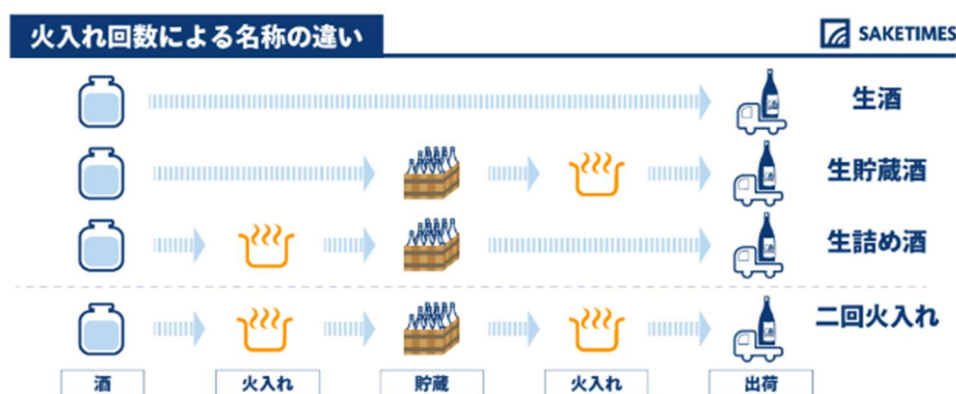 火入れ回数による名称の違い
SAKETIMES
生酒
生貯蔵酒
生詰め酒
二回火入れ
酒
火入れ
貯蔵
火入れ
出荷